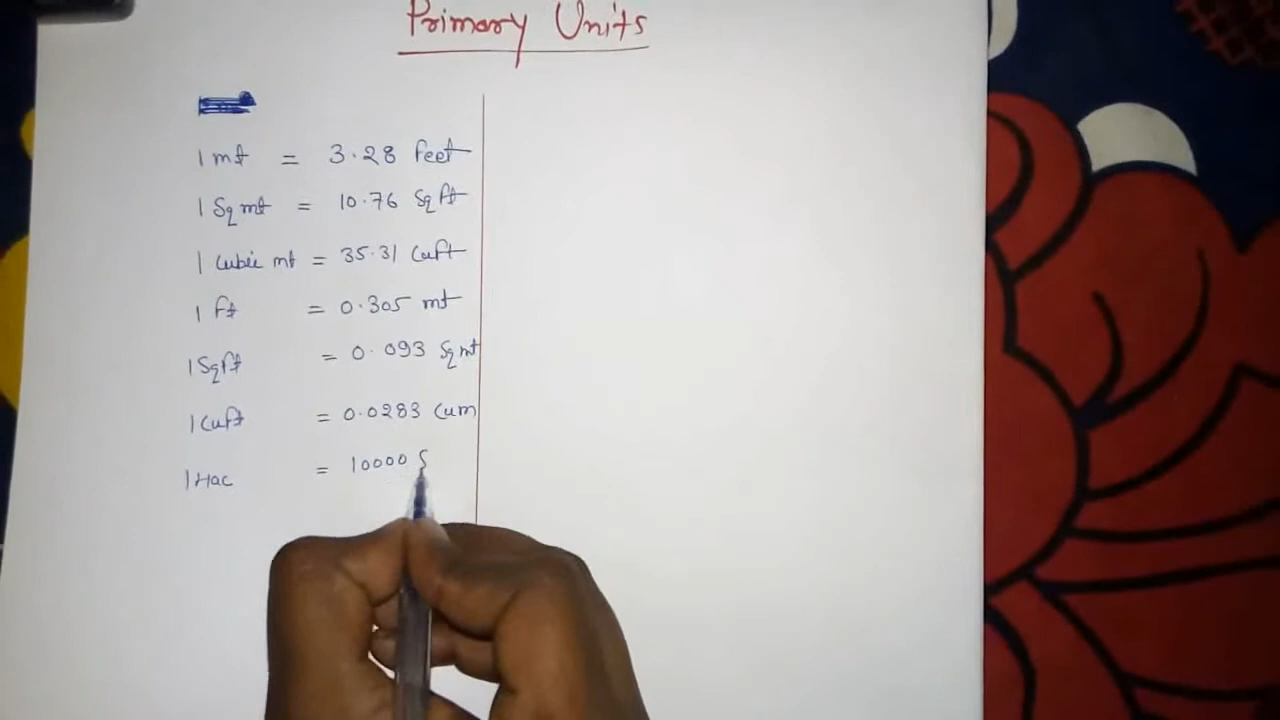 Primary Units
1 mt = 3.28 feet
1 Sq mt = 10.76 Sq ft
1 cubic mt = 35.31 Cuft
1 ft = 0.305 mt
1 Sqft = 0.093 Sq mt
1 Cuft = 0.0283 Cum
1 Hac = 10000 S